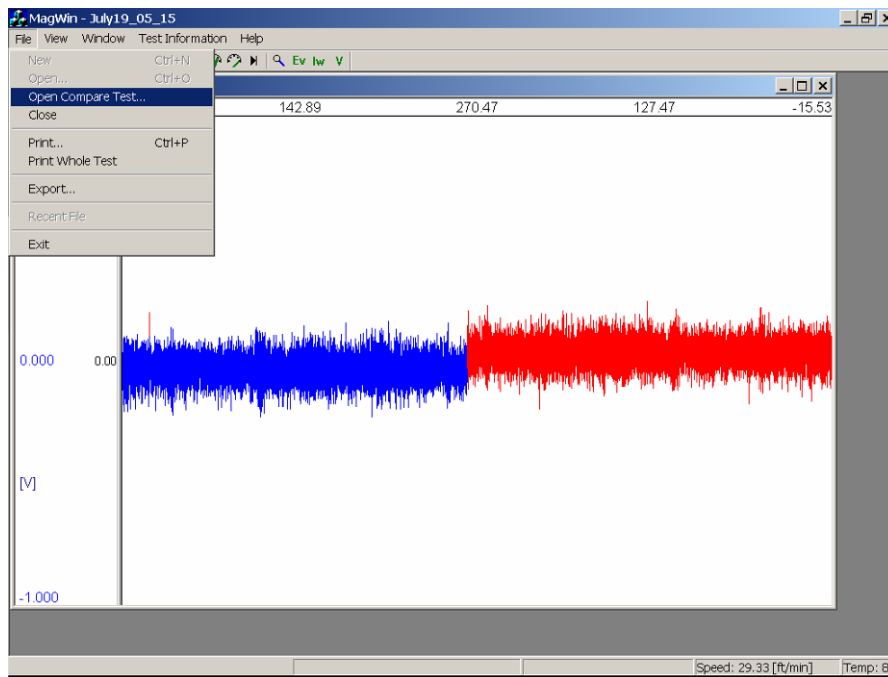 MagWin - July19_05_15
File View Window Test Information Help
New Ctrl+N
Open... Ctrl+O
Open Compare Test...
Close
Print... Ctrl+P
Print Whole Test
Export...
Recent File
Exit
Ev Iw V
142.89 270.47 127.47 -15.53
0.000 0.00
[V]
-1.000
Speed: 29.33 [ft/min] Temp: 8